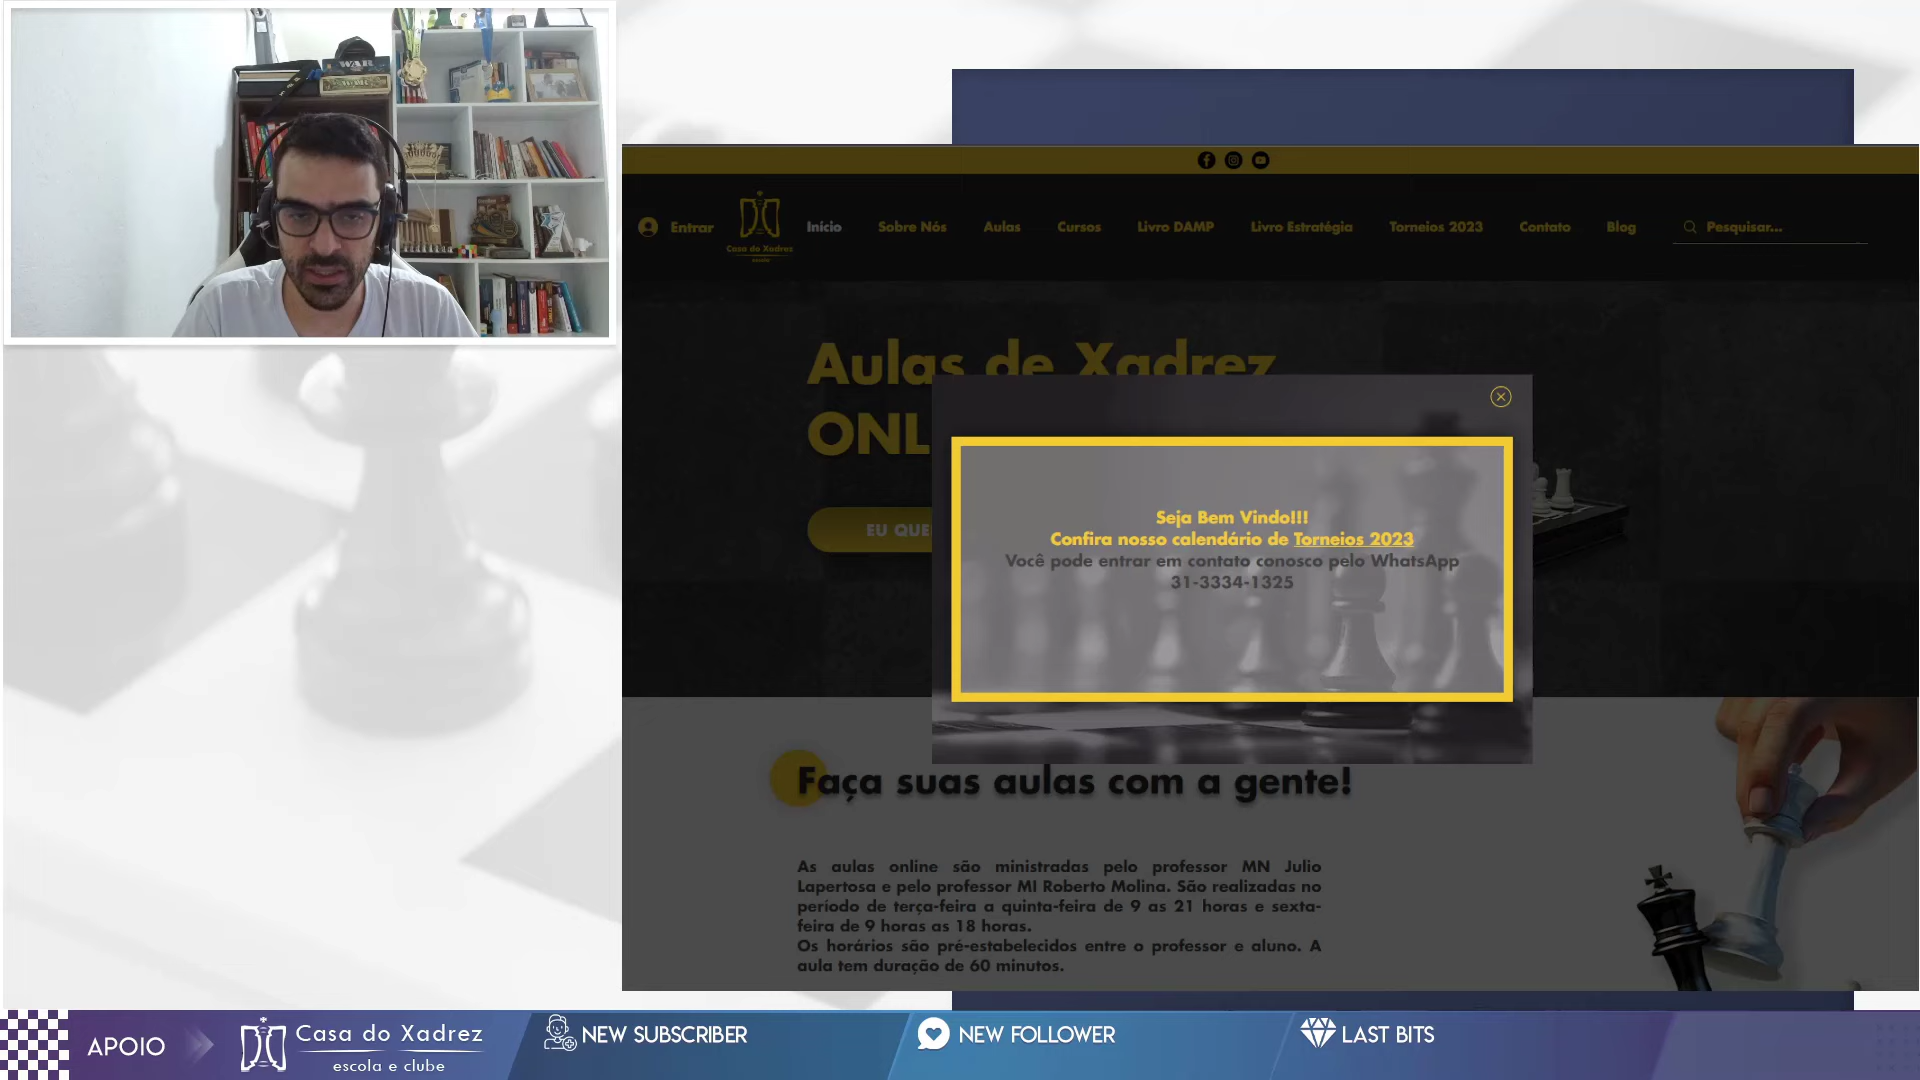 WAR
Entrar
Casa do Xadrez
escola
Início
Sobre Nós
Aulas
Cursos
Livro DAMP
Livro Estratégia
Torneios 2023
Contato
Blog
Pesquisar...
Aulas de Xadrez
ONL
EU QUE
Seja Bem Vindo!!!
Confira nosso calendário de Torneios 2023
Você pode entrar em contato conosco pelo WhatsApp
31-3334-1325
Faça suas aulas com a gente!
As aulas online são ministradas pelo professor MN Julio
Lapertosa e pelo professor MI Roberto Molina. São realizadas no
período de terça-feira a quinta-feira de 9 as 21 horas e sexta-
feira de 9 horas as 18 horas.
Os horários são pré-estabelecidos entre o professor e aluno. A
aula tem duração de 60 minutos.
APOIO
Casa do Xadrez
escola e clube
NEW SUBSCRIBER
NEW FOLLOWER
LAST BITS